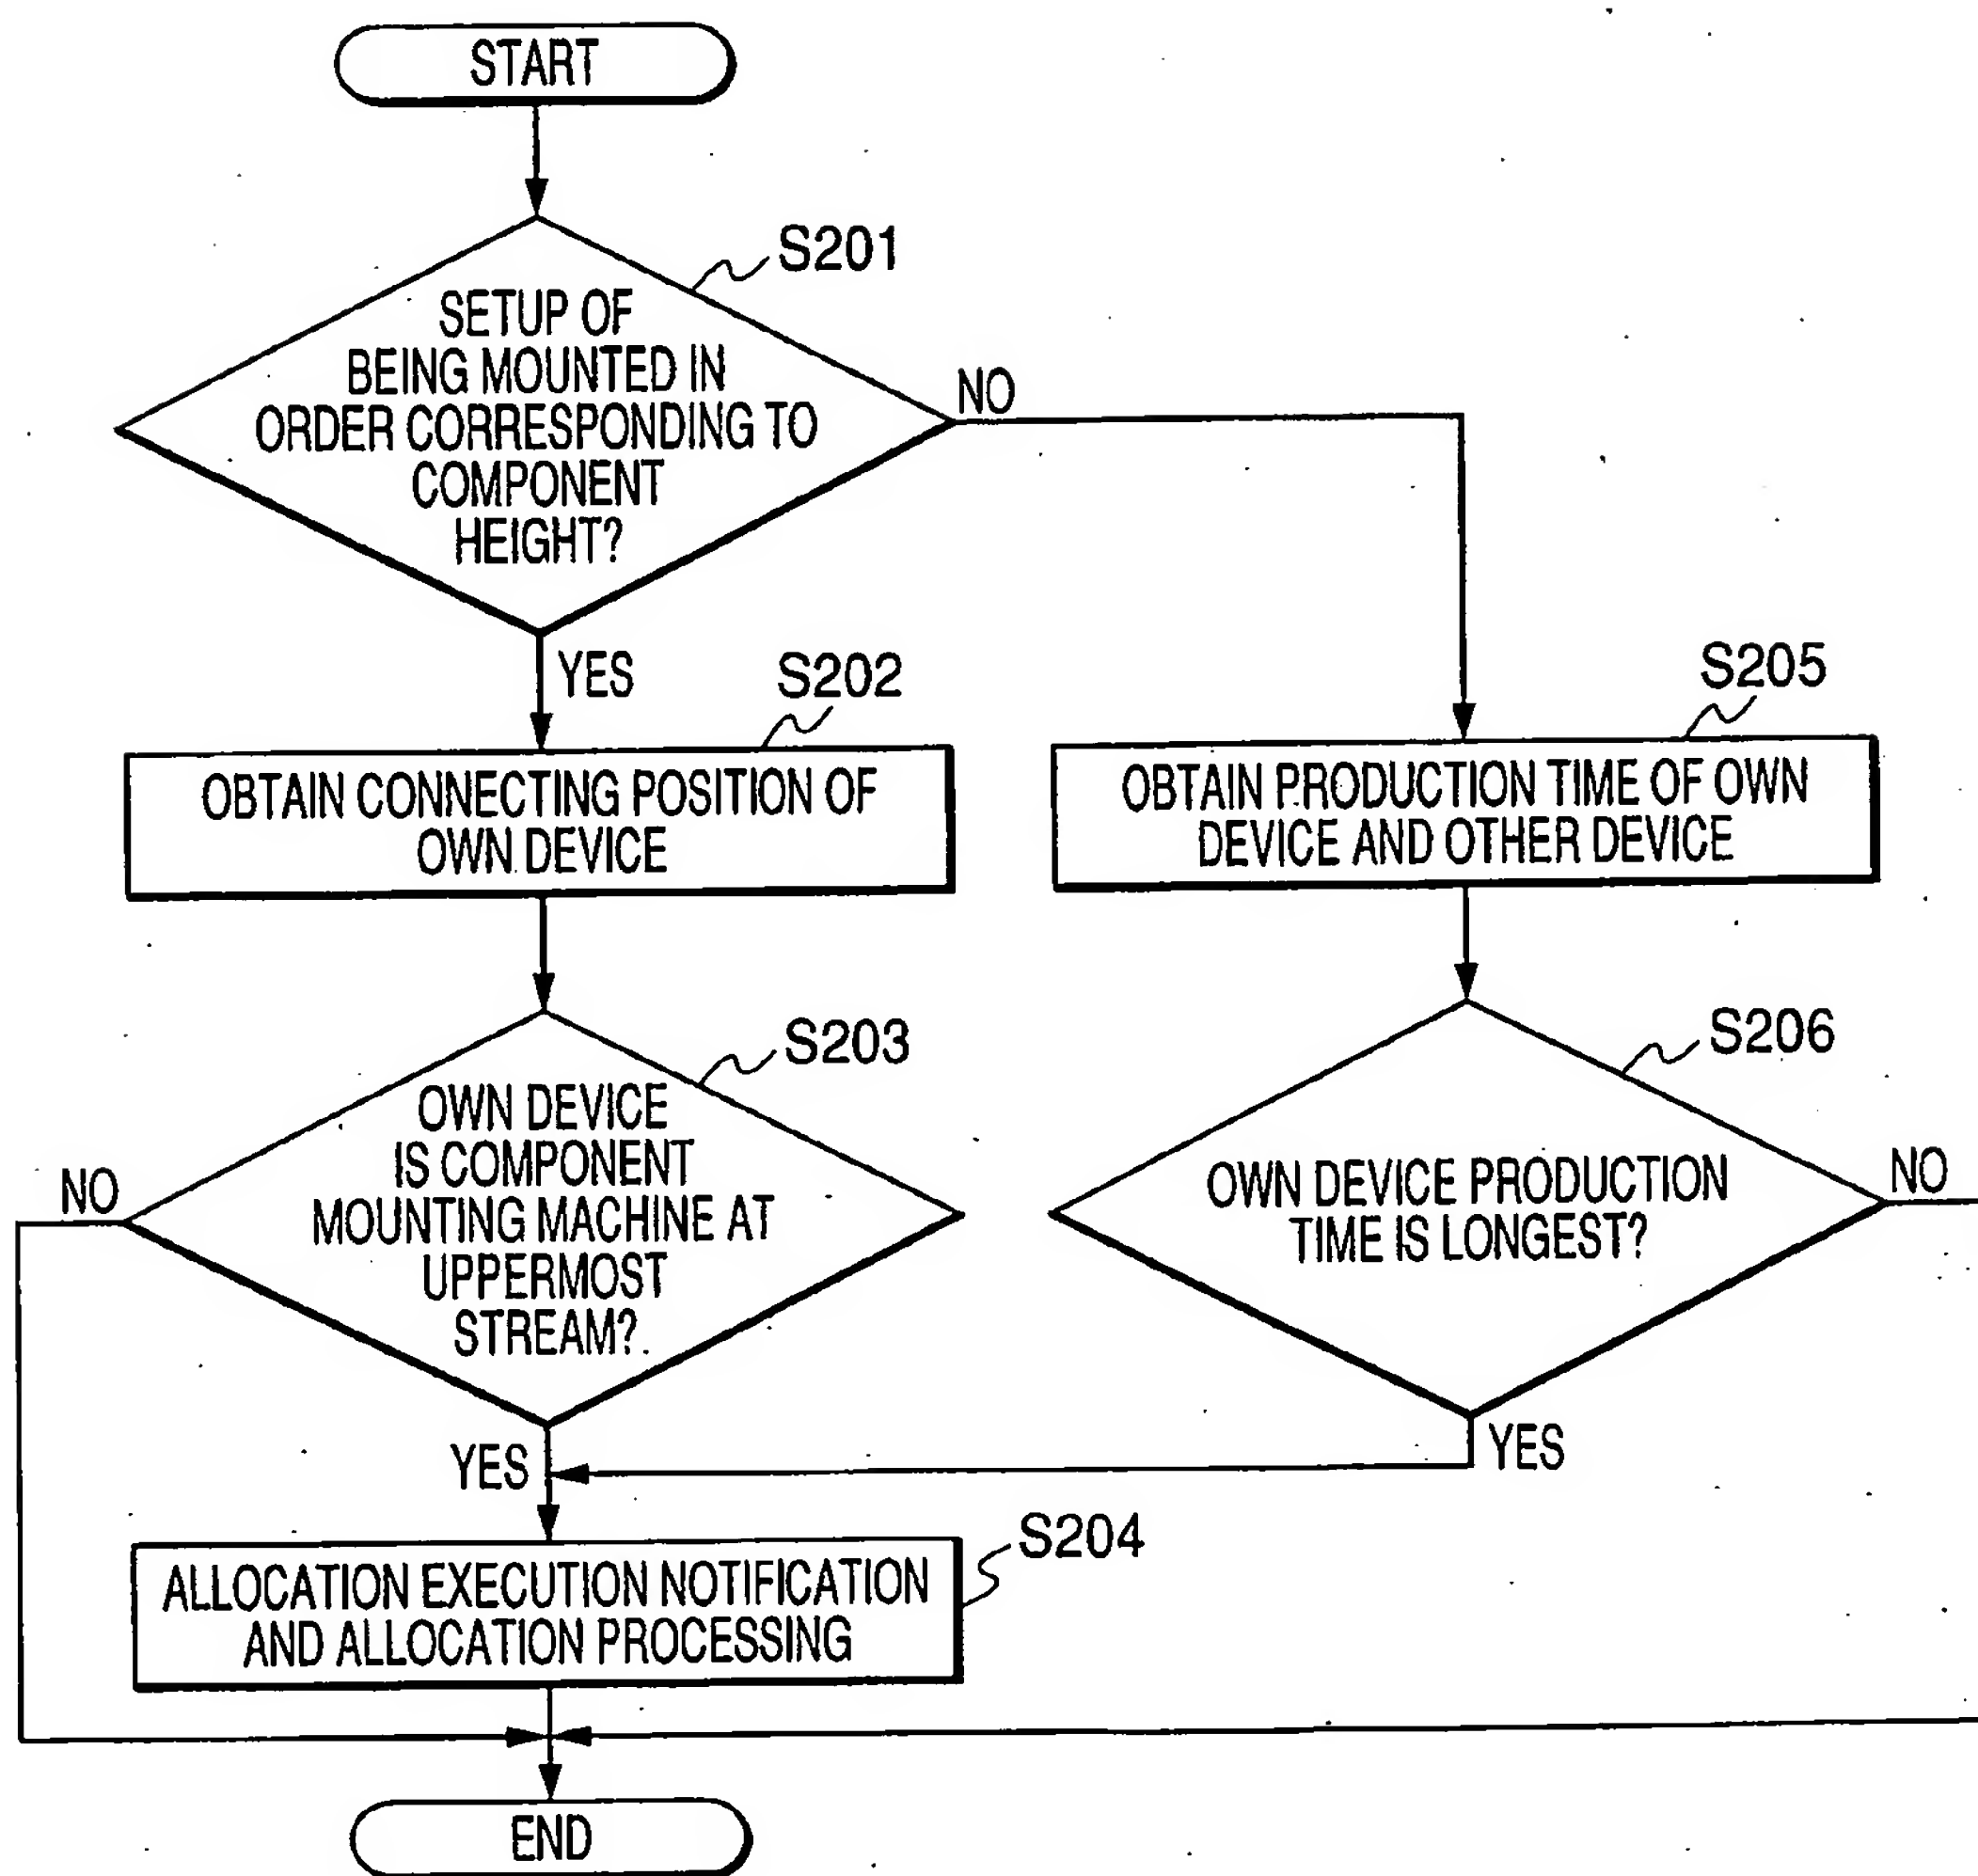 START
S201
SETUP OF
BEING MOUNTED IN
ORDER CORRESPONDING TO
COMPONENT
HEIGHT?
NO
YES
S202
OBTAIN CONNECTING POSITION OF
OWN DEVICE
S205
OBTAIN PRODUCTION TIME OF OWN
DEVICE AND OTHER DEVICE
S203
OWN DEVICE
IS COMPONENT
MOUNTING MACHINE AT
UPPERMOST
STREAM?
NO
YES
S206
OWN DEVICE PRODUCTION
TIME IS LONGEST?
NO
YES
S204
ALLOCATION EXECUTION NOTIFICATION
AND ALLOCATION PROCESSING
END